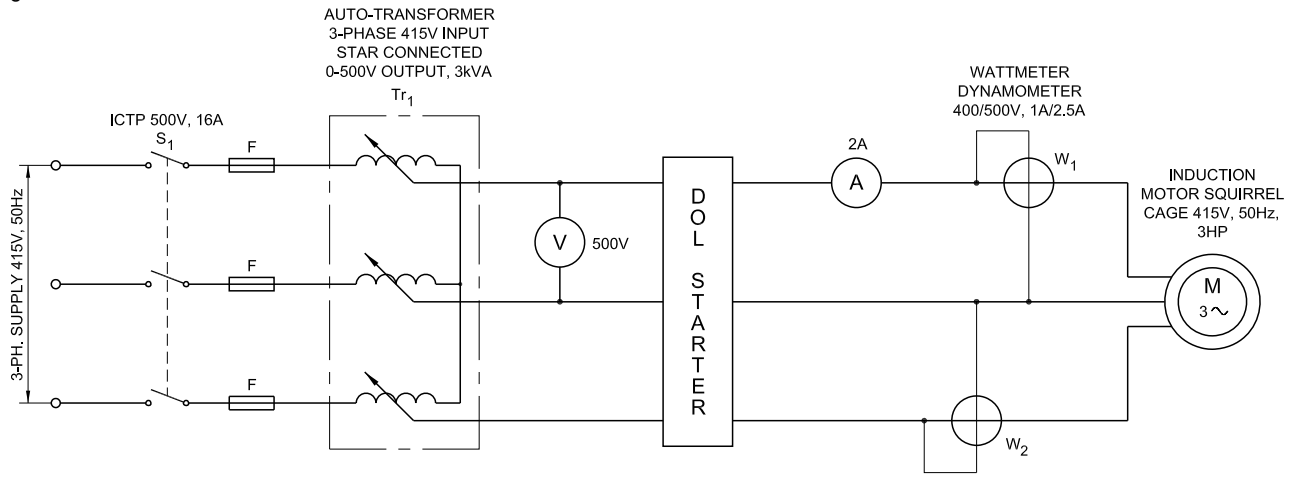 AUTO-TRANSFORMER
3-PHASE 415V INPUT
STAR CONNECTED
0-500V OUTPUT, 3kVA
Tr1
ICTP 500V, 16A
S1
F
F
F
3-PH. SUPPLY 415V, 50Hz
V
500V
DOL STARTER
2A
A
WATTMETER
DYNAMOMETER
400/500V, 1A/2.5A
W1
W2
INDUCTION
MOTOR SQUIRREL
CAGE 415V, 50Hz,
3HP
M
3~